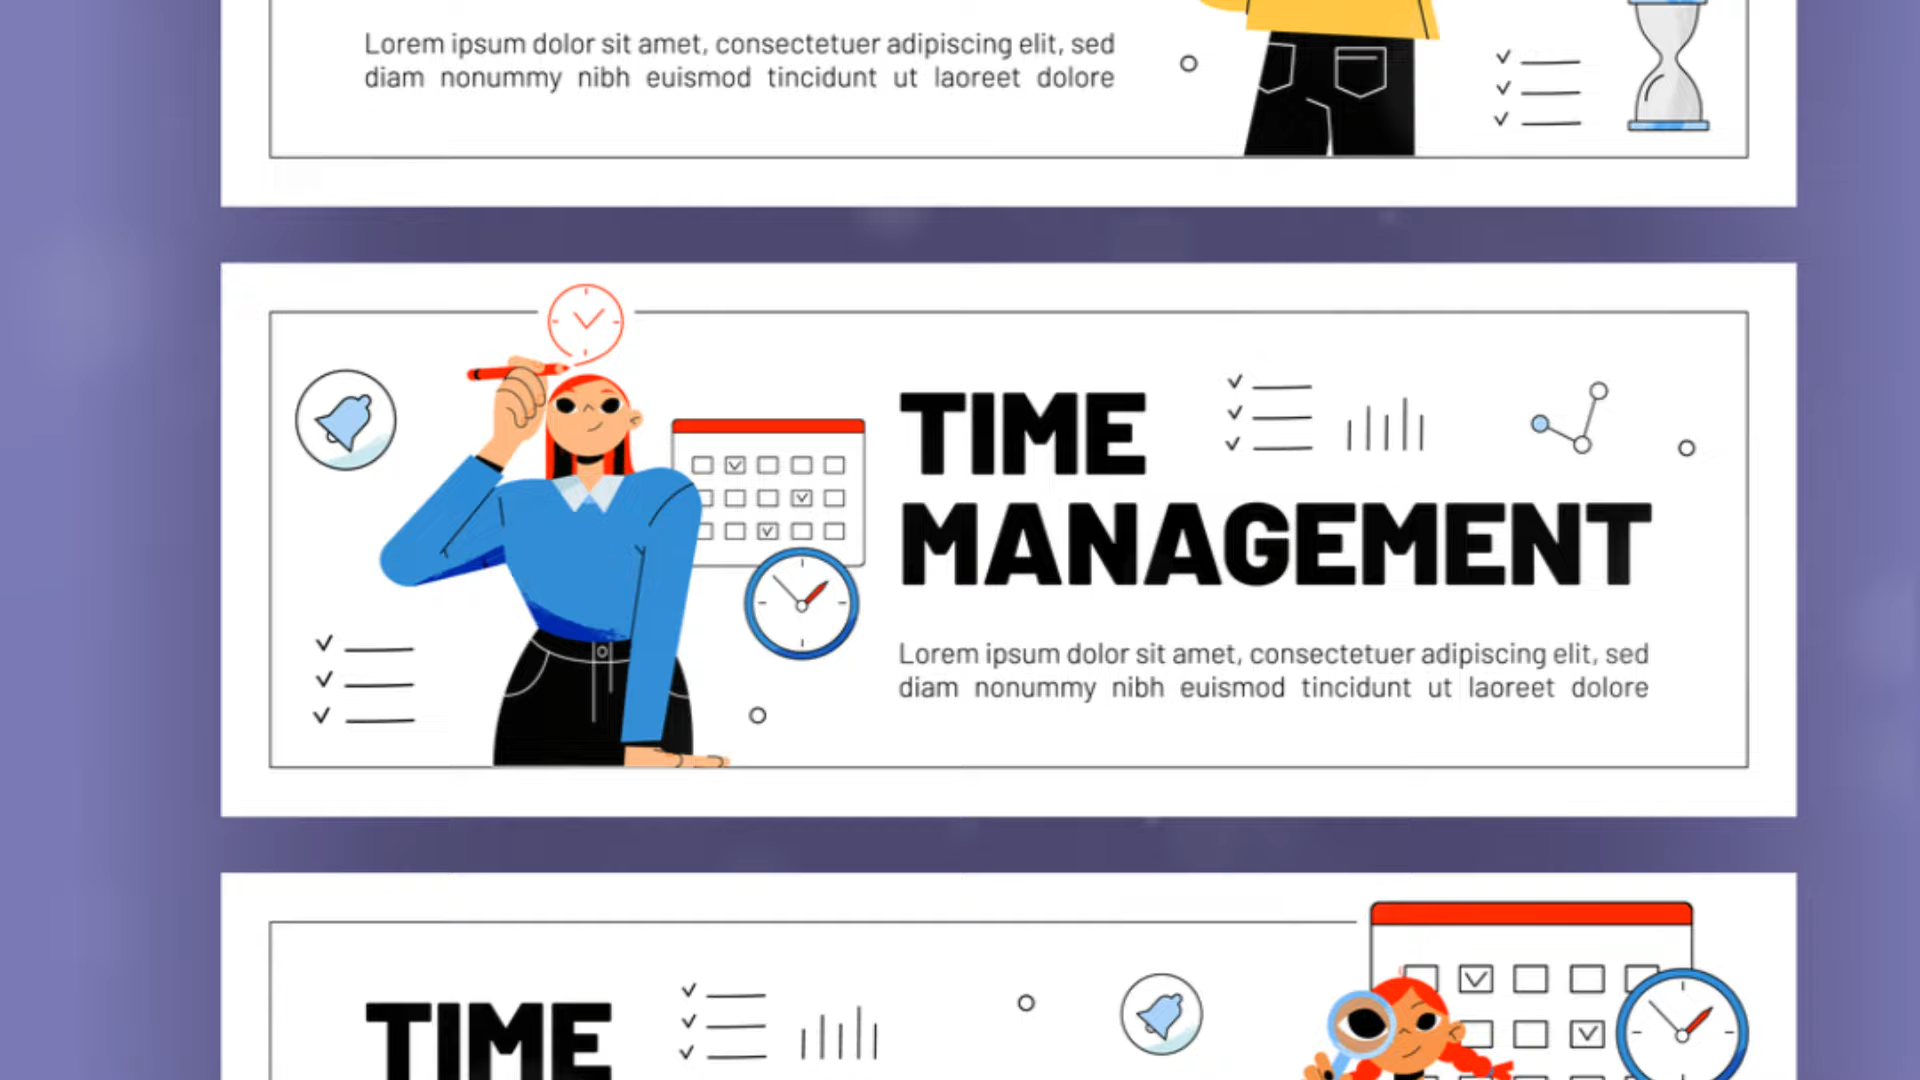 Lorem ipsum dolor sit amet, consectetuer adipiscing elit, sed
diam nonummy nibh euismod tincidunt ut laoreet dolore
TIME
MANAGEMENT
Lorem ipsum dolor sit amet, consectetuer adipiscing elit, sed
diam nonummy nibh euismod tincidunt ut laoreet dolore
TIME